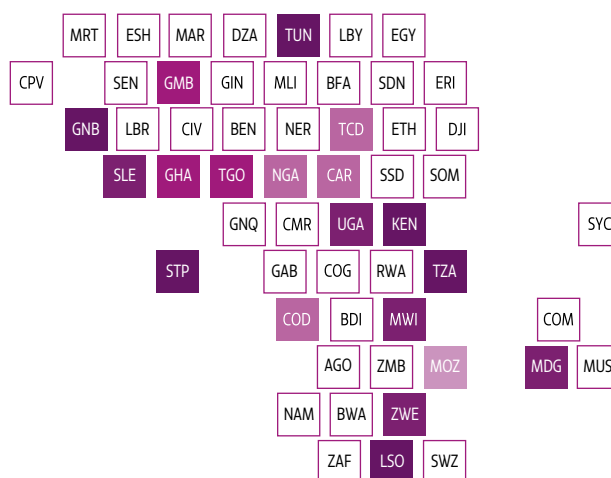 MRT ESH MAR DZA TUN LBY EGY
CPV SEN GMB GIN MLI BFA SDN ERI
GNB LBR CIV BEN NER TCD ETH DJI
SLE GHA TGO NGA CAR SSD SOM
GNQ CMR UGA KEN SYC
STP GAB COG RWA TZA
COD BDI MWI COM
AGO ZMB MOZ MDG MUS
NAM BWA ZWE
ZAF LSO SWZ